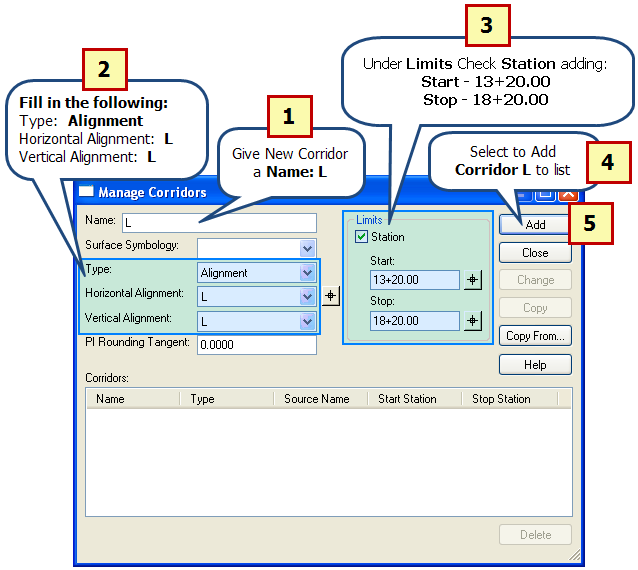 3
Under Limits Check Station adding:
Start - 13+20.00
Stop - 18+20.00
2
Fill in the following:
Type: Alignment
Horizontal Alignment: L
Vertical Alignment: L
1
Give New Corridor
a Name: L
4
Select to Add
Corridor L to list
Manage Corridors
Name: L
Surface Symbology:
Type: Alignment
Horizontal Alignment: L
Vertical Alignment: L
PI Rounding Tangent: 0.0000
Limits
Station
Start:
13+20.00
Stop:
18+20.00
Add
5
Close
Change
Copy
Copy From...
Help
Corridors:
Name Type Source Name Start Station Stop Station
Delete